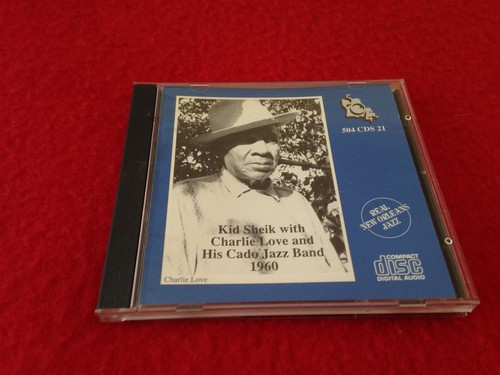 504 CDS 21
Kid Sheik with
Charlie Love and
His Cado Jazz Band
1960
REAL
NEW ORLEANS
JAZZ
COMPACT
disc
DIGITAL AUDIO
Charlie Love